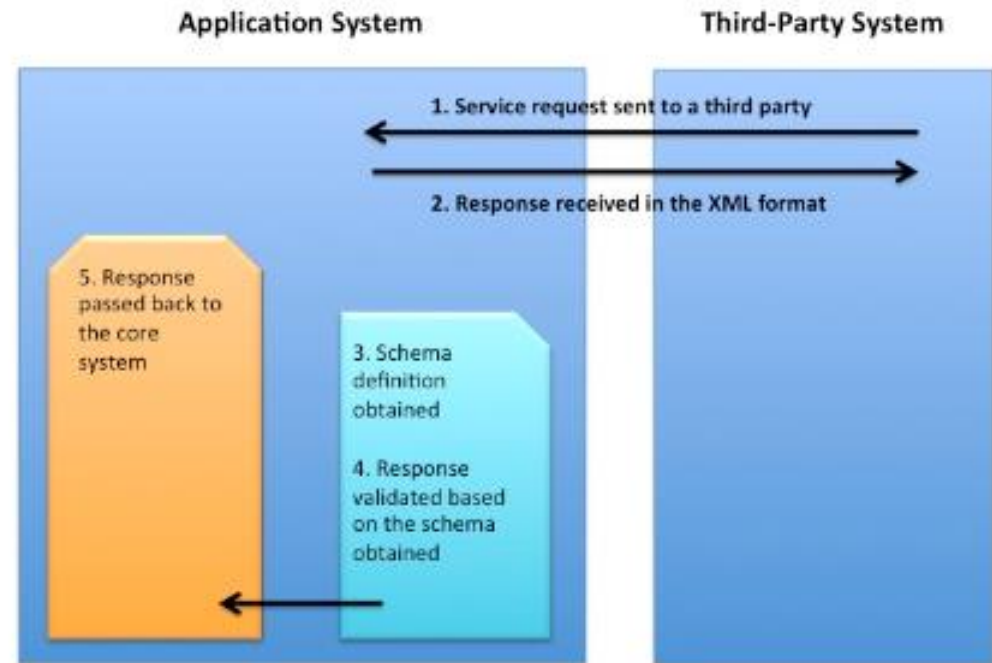 Application System
Third-Party System
1. Service request sent to a third party
2. Response received in the XML format
5. Response
passed back to
the core
system
3. Schema
definition
obtained
4. Response
validated based
on the schema
obtained